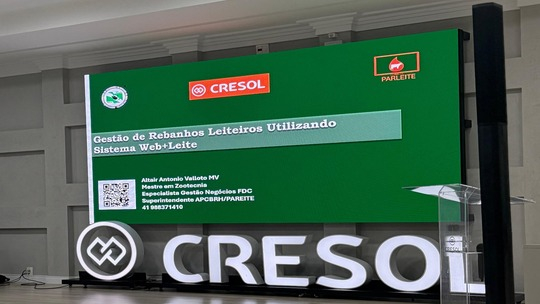 CRESOL
PARLEITE
Gestão de Rebanhos Leiteiros Utilizando
Sistema Web+Leite
Altair Antonio Valloto MV
Mestre em Zootecnia
Especialista Gestão Negócios FDC
Superintendente APCBRH/PAREITE
41 988371410
CRESOL